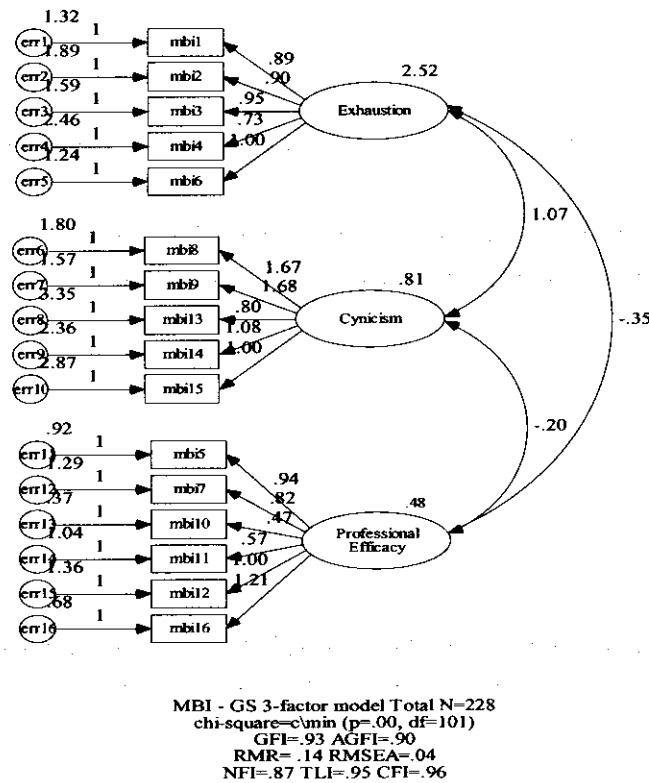 1.32
err1 1 mbi1
1.89
err2 1 mbi2
1.59
err3 1 mbi3
2.46
err4 1 mbi4
1.24
err5 1 mbi6
.89
.90
.95
.73
1.00
2.52
Exhaustion
1.80
err6 1 mbi8
1.57
err7 1 mbi9
3.35
err8 1 mbi13
2.36
err9 1 mbi14
2.87
err10 1 mbi15
1.67
1.68
.80
1.08
1.00
.81
Cynicism
1.07
-.35
-.20
.92
err11 1 mbi5
1.29
err12 1 mbi7
.37
err13 1 mbi10
1.04
err14 1 mbi11
1.36
err15 1 mbi12
.68
err16 1 mbi16
.94
.82
.47
.57
1.00
1.21
.48
Professional
Efficacy
MBI - GS 3-factor model Total N=228
chi-square=c\min (p=.00, df=101)
GFI=.93 AGFI=.90
RMR= .14 RMSEA=.04
NFI=.87 TLI=.95 CFI=.96